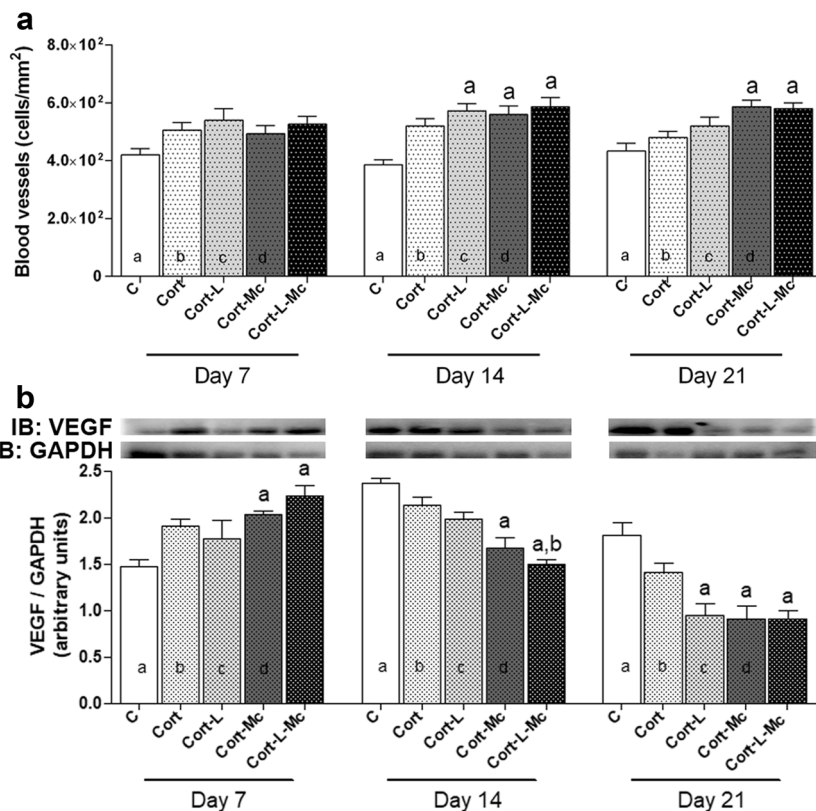 a
Blood vessels (cells/mm²)
8.0×10²
6.0×10²
4.0×10²
2.0×10²
0
a a a a a
a b c d
a b c d
a b c d
C Cort Cort-L Cort-Mc Cort-L-Mc
C Cort Cort-L Cort-Mc Cort-L-Mc
C Cort Cort-L Cort-Mc Cort-L-Mc
Day 7 Day 14 Day 21
b
IB: VEGF
B: GAPDH
VEGF / GAPDH
(arbitrary units)
2.5
2.0
1.5
1.0
0.5
0.0
a a
a a,b
a a a
a b c d
a b c d
a b c d
C Cort Cort-L Cort-Mc Cort-L-Mc
C Cort Cort-L Cort-Mc Cort-L-Mc
C Cort Cort-L Cort-Mc Cort-L-Mc
Day 7 Day 14 Day 21